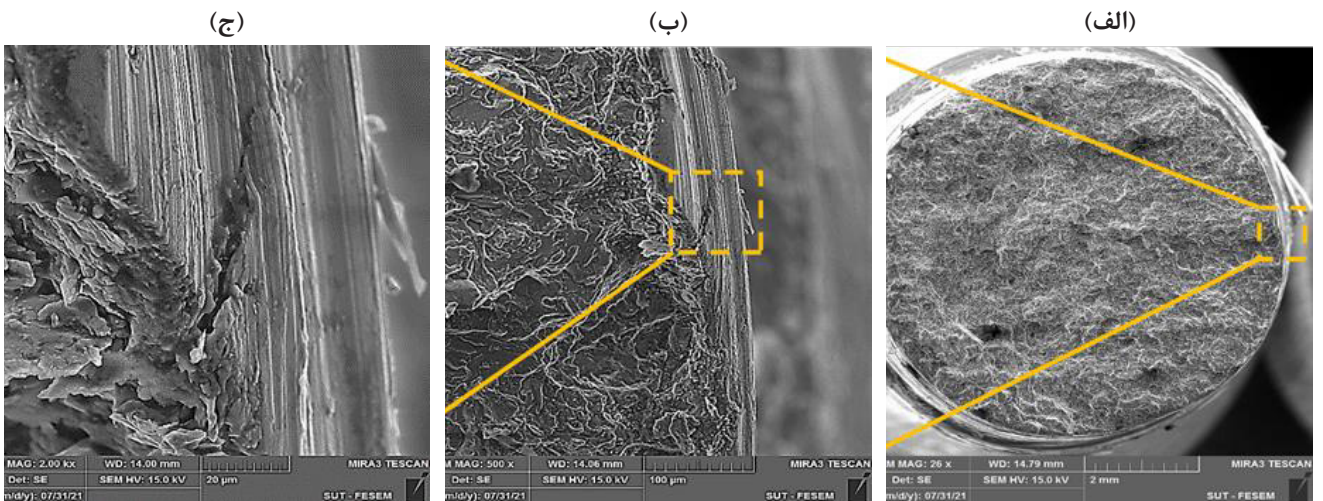 (الف)
(ب)
(ج)
MAG: 2.00 kx WD: 14.00 mm MIRA3 TESCAN
Det: SE SEM HV: 15.0 kV 20 µm
m/d/y): 07/31/21 SUT - FESEM
M MAG: 500 x WD: 14.06 mm MIRA3 TESCAN
Det: SE SEM HV: 15.0 kV 100 µm
m/d/y): 07/31/21 SUT - FESEM
M MAG: 26 x WD: 14.79 mm MIRA3 TESCAN
Det: SE SEM HV: 15.0 kV 2 mm
m/d/y): 07/31/21 SUT - FESEM